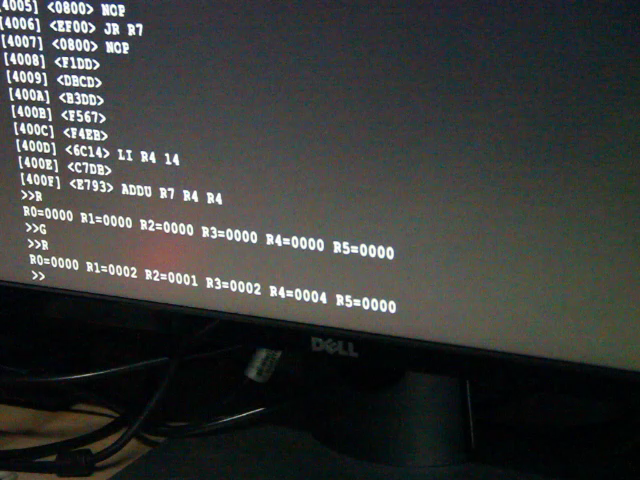 [4005] <0800> NOP
[4006] <EF00> JR R7
[4007] <0800> NOP
[4008] <F1DD>
[4009] <DBCD>
[400A] <B3DD>
[400B] <F567>
[400C] <F4EB>
[400D] <6C14> LI R4 14
[400E] <C7DB>
[400F] <E793> ADDU R7 R4 R4
>>R
R0=0000 R1=0000 R2=0000 R3=0000 R4=0000 R5=0000
>>G
>>R
R0=0000 R1=0002 R2=0001 R3=0002 R4=0004 R5=0000
>>
DELL